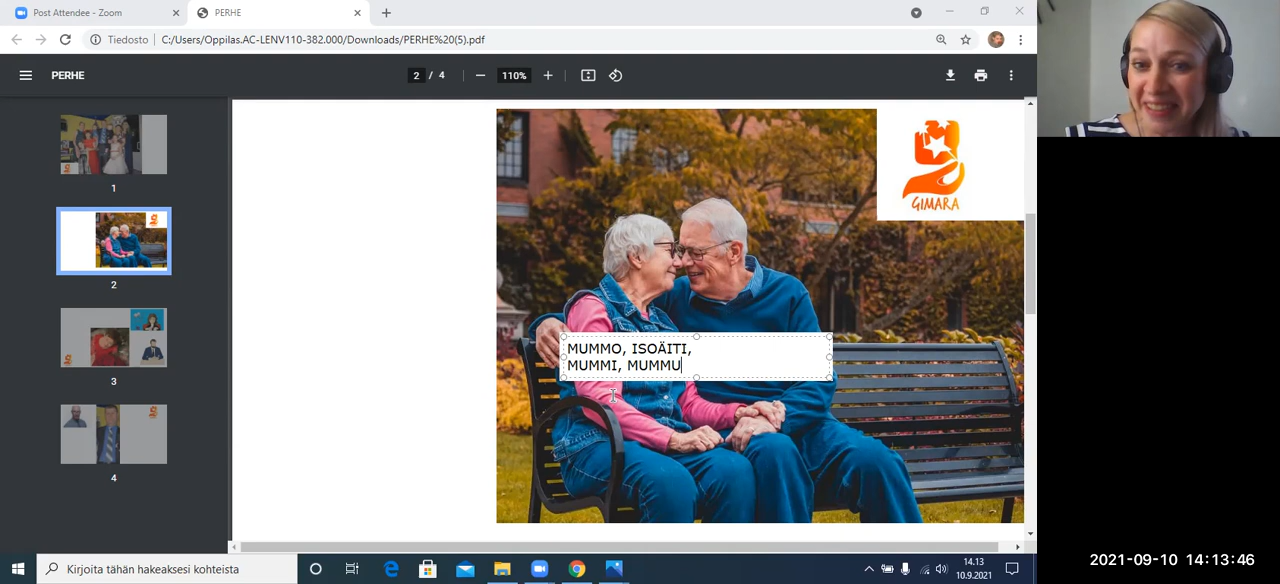 Post Attendee - Zoom
PERHE
Tiedosto
C:/Users/Oppilas.AC-LENV110-382.000/Downloads/PERHE%20(5).pdf
PERHE
2 / 4
110%
GIMARA
MUMMO, ISOÄITI,
MUMMI, MUMMU
1
2
3
4
Kirjoita tähän hakeaksesi kohteista
14.13
10.9.2021
2021-09-10 14:13:46